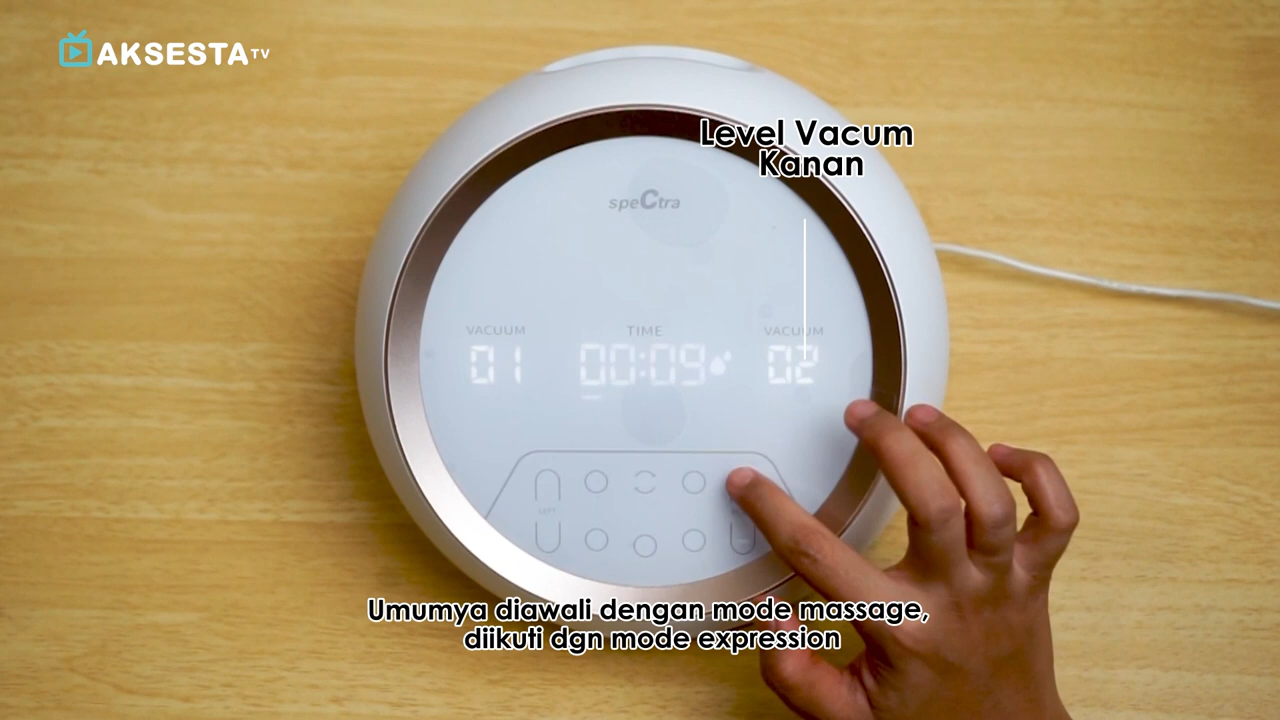 AKSESTA TV
Level Vacum
Kanan
speCtra
VACUUM TIME VACUUM
01 00:09 02
LEFT
Umumya diawali dengan mode massage,
diikuti dgn mode expression